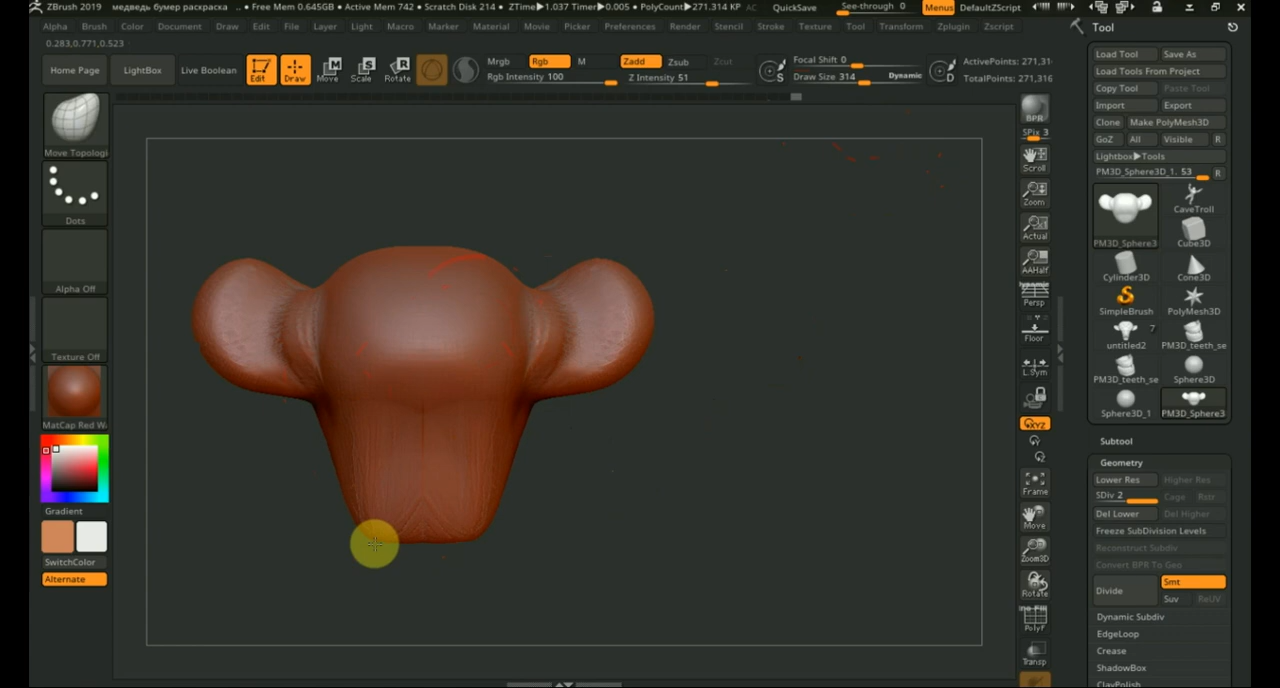 ZBrush 2019 медведь бумер раскраска .. • Free Mem 0.645GB • Active Mem 742 • Scratch Disk 214 • ZTime▶1.037 Timer▶0.005 • PolyCount▶271.314 KP AC QuickSave See-through 0 Menus DefaultZScript
Alpha Brush Color Document Draw Edit File Layer Light Macro Marker Material Movie Picker Preferences Render Stencil Stroke Texture Tool Transform Zplugin Zscript
0.283,0.771,0.523
Home Page LightBox Live Boolean Edit Draw Move Scale Rotate
Mrgb Rgb M Zadd Zsub Zcut
Rgb Intensity 100 Z Intensity 51
Focal Shift 0
Draw Size 314 Dynamic
ActivePoints: 271,31
TotalPoints: 271,316
Move Topologi
Dots
Alpha Off
Texture Off
MatCap Red W
Gradient
SwitchColor
Alternate
BPR
SPix 3
Scroll
Zoom
Actual
AAHalf
Dynamic
Persp
Floor
L.Sym
XYZ
Frame
Move
Zoom3D
Rotate
PolyF
Transp
Tool
Load Tool Save As
Load Tools From Project
Copy Tool Paste Tool
Import Export
Clone Make PolyMesh3D
GoZ All Visible R
Lightbox▶Tools
PM3D_Sphere3D_1. 53 R
PM3D_Sphere3 CaveTroll
Cube3D
Cylinder3D Cone3D
SimpleBrush PolyMesh3D
7
untitled2 PM3D_teeth_se
PM3D_teeth_se Sphere3D
Sphere3D_1 PM3D_Sphere3
Subtool
Geometry
Lower Res Higher Res
SDiv 2 Cage Rstr
Del Lower Del Higher
Freeze SubDivision Levels
Reconstruct Subdiv
Convert BPR To Geo
Divide Smt
Suv ReUV
Dynamic Subdiv
EdgeLoop
Crease
ShadowBox
ClayPolish